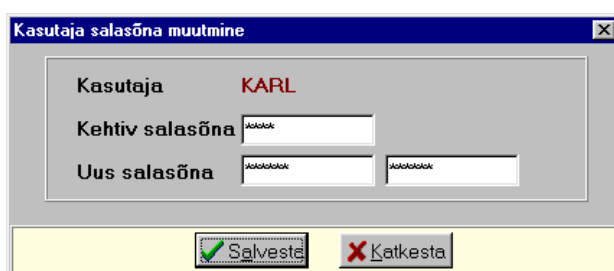 Kasutaja salasõna muutmine
Kasutaja KARL
Kehtiv salasõna ****
Uus salasõna ****** ******
Salvesta Katkesta